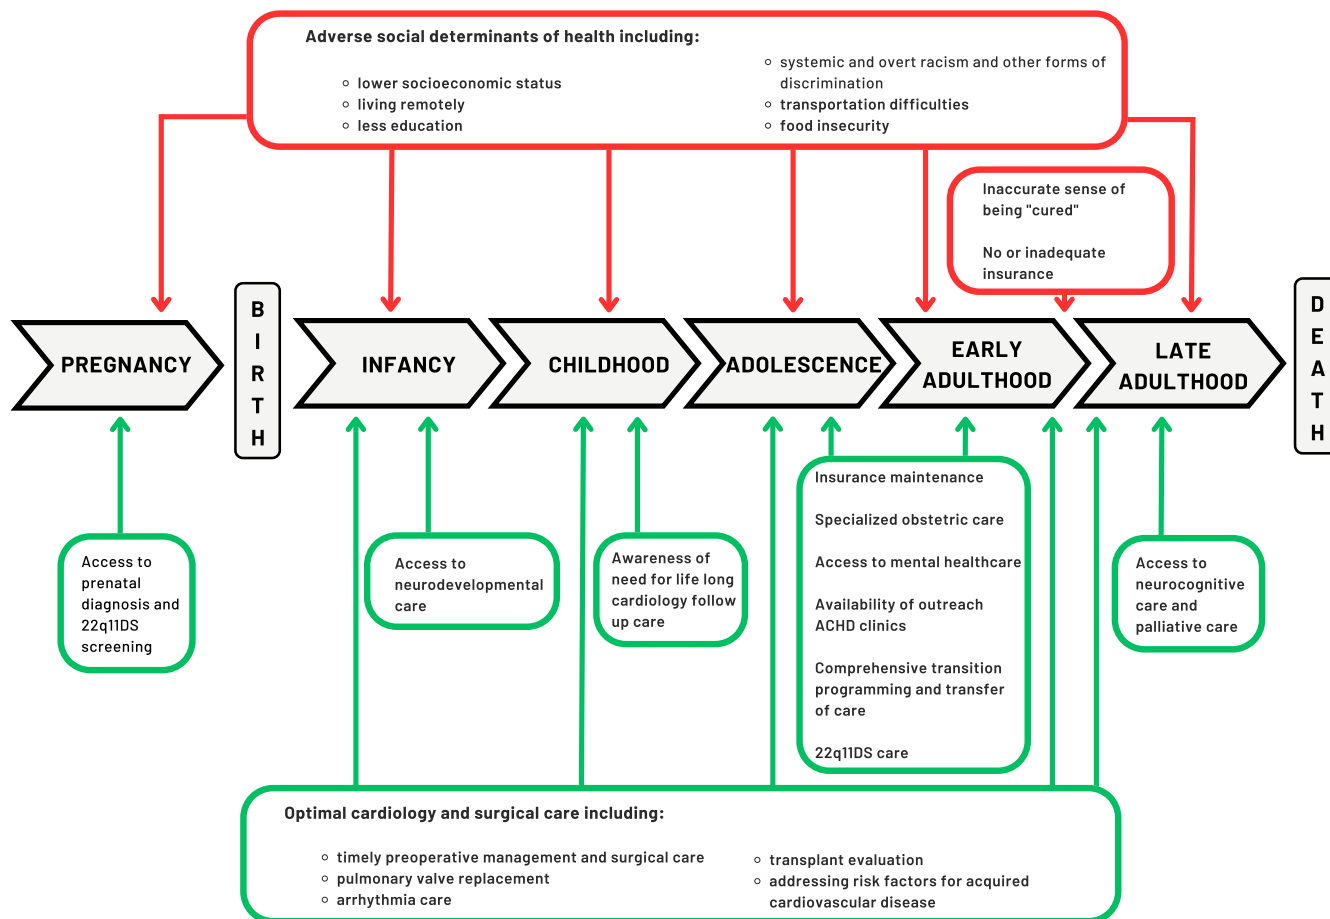 Adverse social determinants of health including:
lower socioeconomic status
living remotely
less education
systemic and overt racism and other forms of
discrimination
transportation difficulties
food insecurity
Inaccurate sense of
being "cured"
No or inadequate
insurance
PREGNANCY
BIRTH
INFANCY
CHILDHOOD
ADOLESCENCE
EARLY
ADULTHOOD
LATE
ADULTHOOD
DEATH
Access to
prenatal
diagnosis and
22q11DS
screening
Access to
neurodevelopmental
care
Awareness of
need for life long
cardiology follow
up care
Insurance maintenance
Specialized obstetric care
Access to mental healthcare
Availability of outreach
ACHD clinics
Comprehensive transition
programming and transfer
of care
22q11DS care
Access to
neurocognitive
care and
palliative care
Optimal cardiology and surgical care including:
timely preoperative management and surgical care
pulmonary valve replacement
arrhythmia care
transplant evaluation
addressing risk factors for acquired
cardiovascular disease